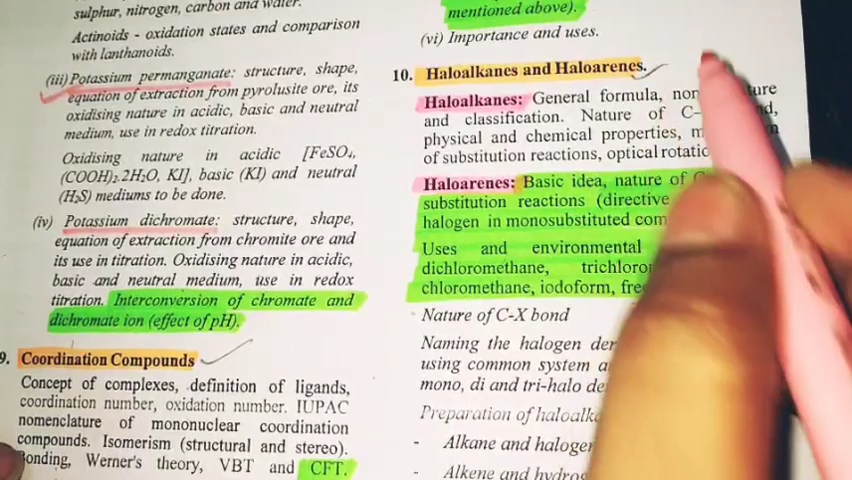 sulphur, nitrogen, carbon and water.
Actinoids - oxidation states and comparison
with lanthanoids.
(iii) Potassium permanganate: structure, shape,
equation of extraction from pyrolusite ore, its
oxidising nature in acidic, basic and neutral
medium, use in redox titration.
Oxidising nature in acidic [FeSO₄,
(COOH)₂.2H₂O, KI], basic (KI) and neutral
(H₂S) mediums to be done.
(iv) Potassium dichromate: structure, shape,
equation of extraction from chromite ore and
its use in titration. Oxidising nature in acidic,
basic and neutral medium, use in redox
titration. Interconversion of chromate and
dichromate ion (effect of pH).
9. Coordination Compounds
Concept of complexes, definition of ligands,
coordination number, oxidation number. IUPAC
nomenclature of mononuclear coordination
compounds. Isomerism (structural and stereo).
Bonding, Werner's theory, VBT and CFT.
mentioned above).
(vi) Importance and uses.
10. Haloalkanes and Haloarenes.
Haloalkanes: General formula,
and classification. Nature of C–
physical and chemical properties,
of substitution reactions, optical
Haloarenes: Basic idea, nature of
substitution reactions (directive
halogen in monosubstituted
Uses and environmental
dichloromethane,
chloromethane, iodoform,
Nature of C-X bond
Naming the halogen
using common system
mono, di and tri-halo
Preparation of
- Alkane and halogen
- Alkene and